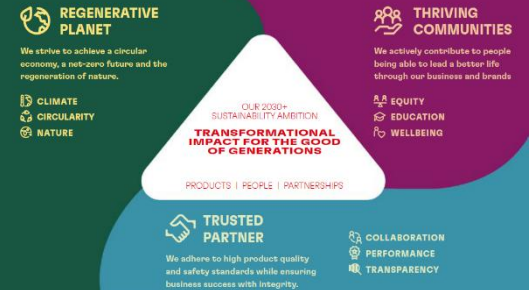 REGENERATIVE
PLANET
We strive to achieve a circular
economy, a net-zero future and the
regeneration of nature.
CLIMATE
CIRCULARITY
NATURE
THRIVING
COMMUNITIES
We actively contribute to people
being able to lead a better life
through our business and brands
EQUITY
EDUCATION
WELLBEING
OUR 2030+
SUSTAINABILITY AMBITION
TRANSFORMATIONAL
IMPACT FOR THE GOOD
OF GENERATIONS
PRODUCTS | PEOPLE | PARTNERSHIPS
TRUSTED
PARTNER
We adhere to high product quality
and safety standards while ensuring
business success with integrity.
COLLABORATION
PERFORMANCE
TRANSPARENCY